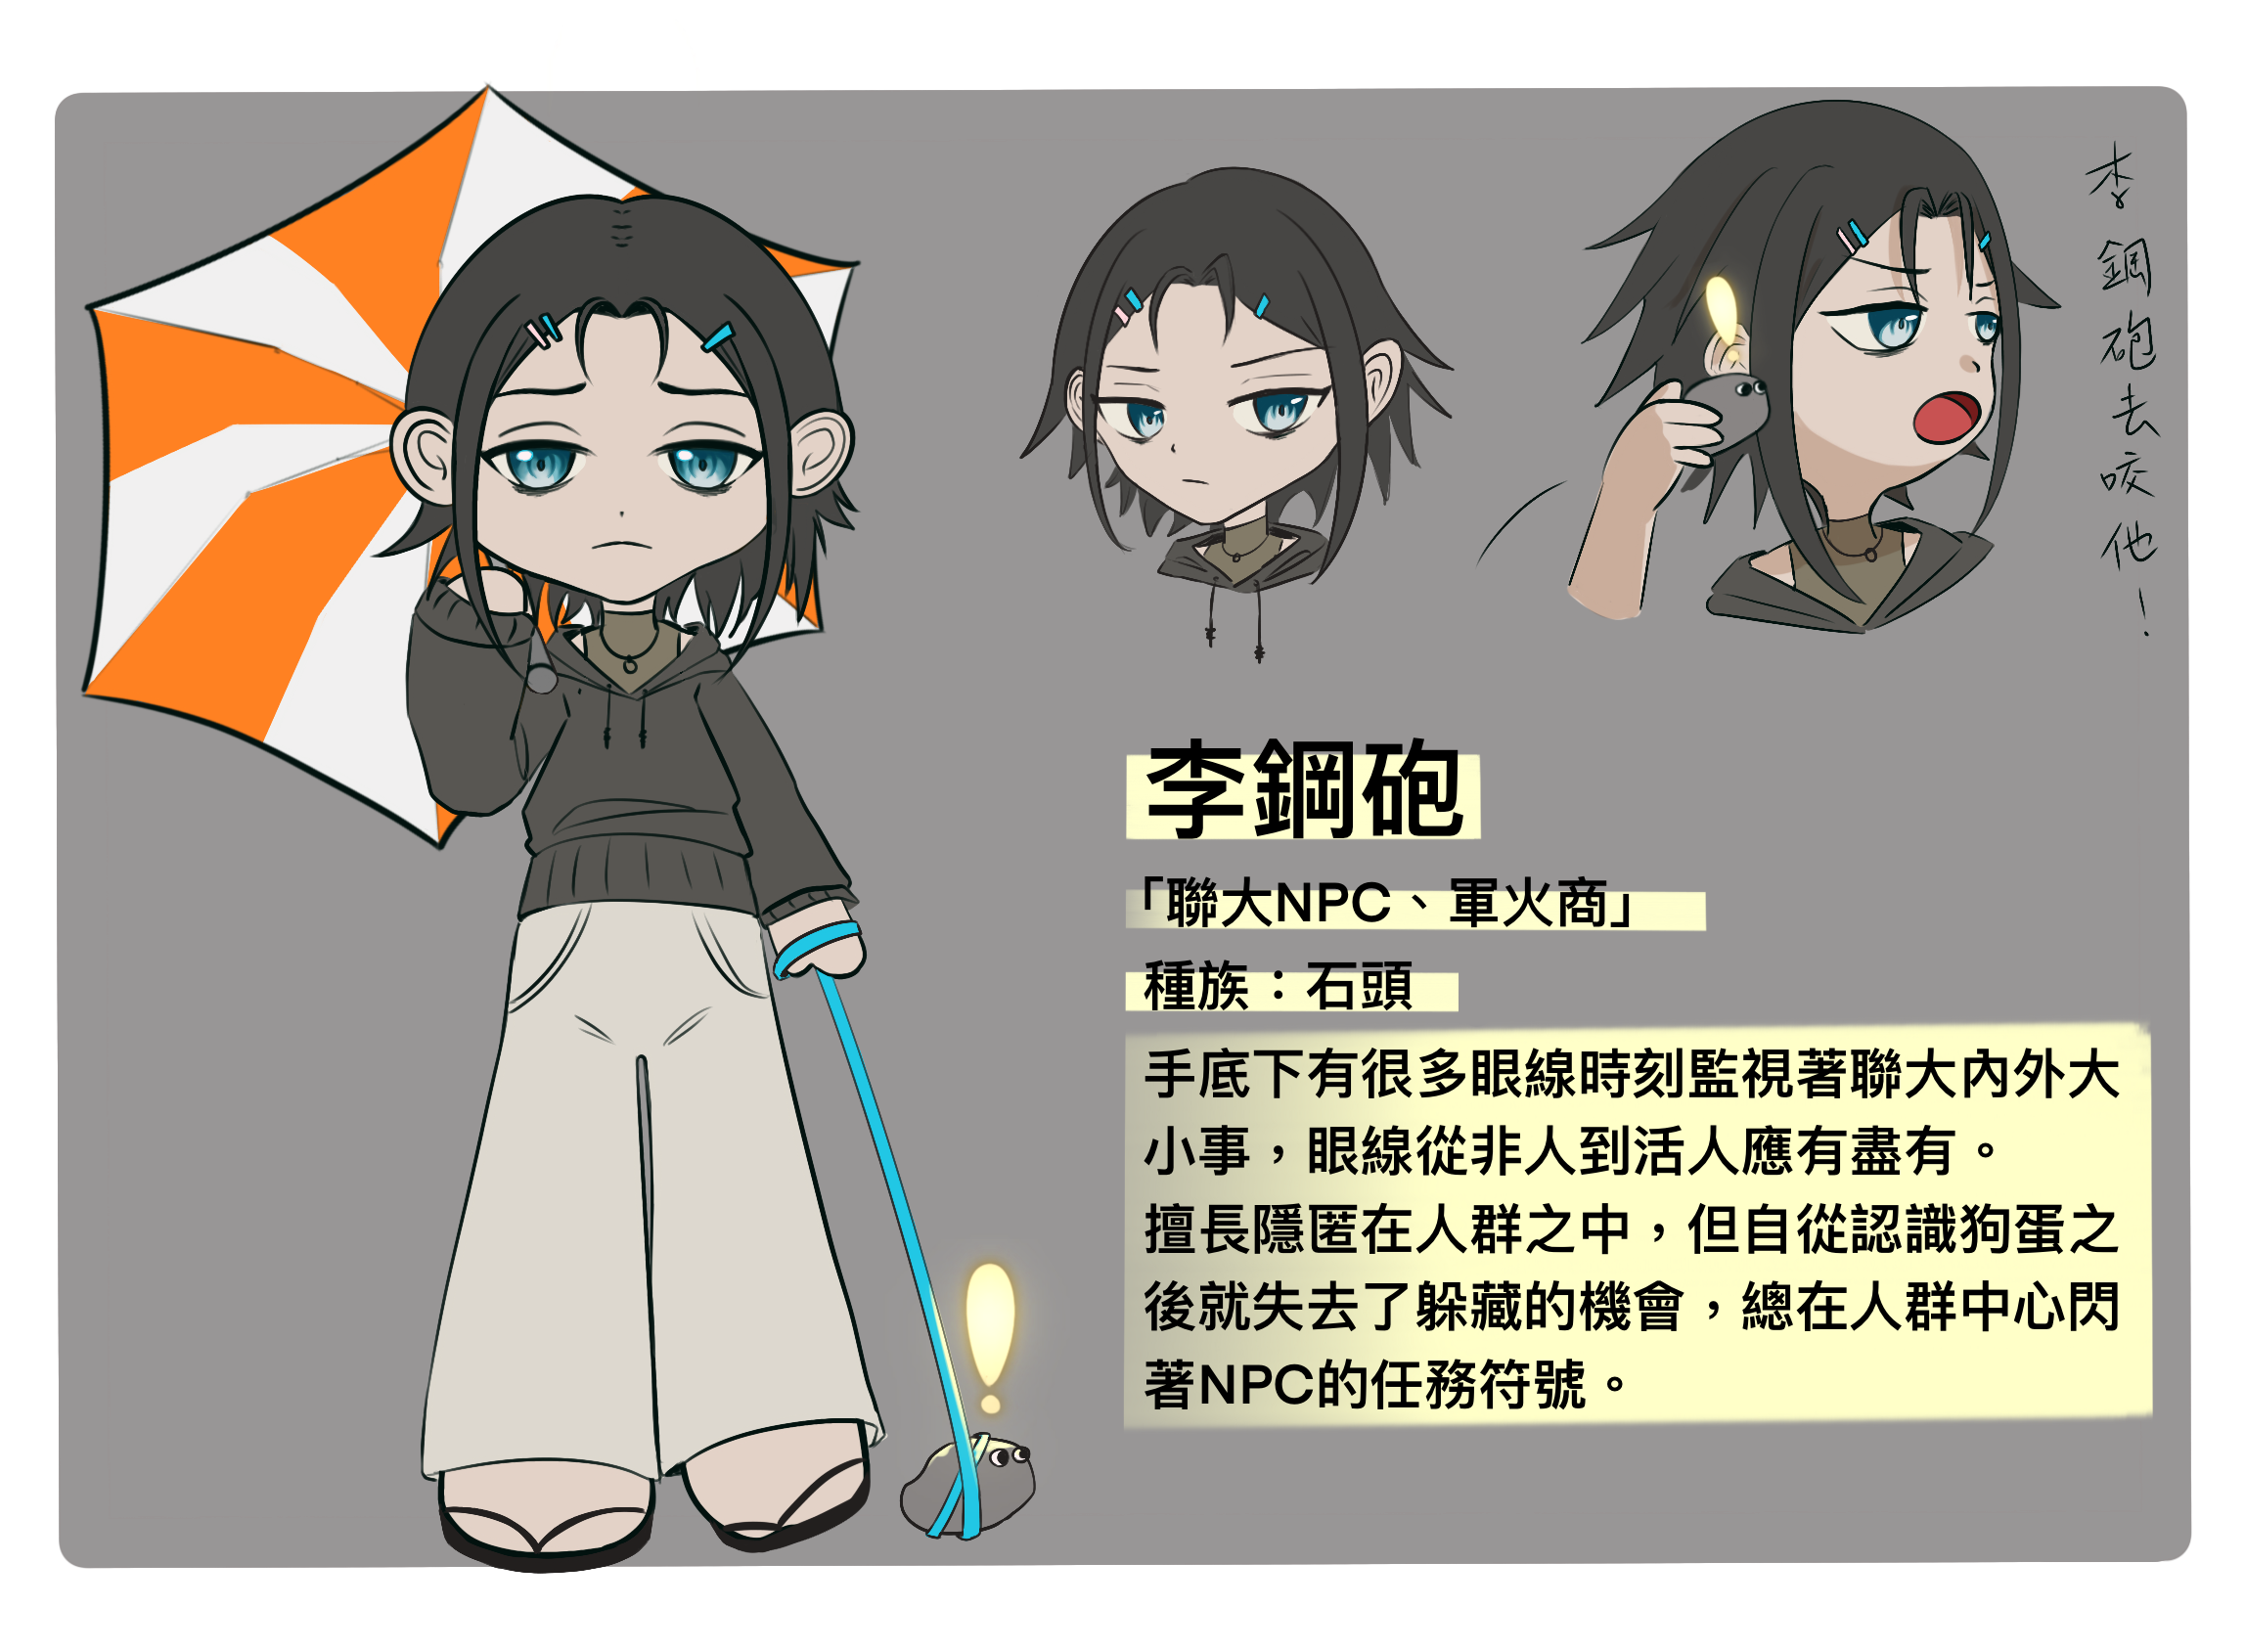 李鋼砲去咬他！
李鋼砲
「聯大NPC、軍火商」
種族：石頭
手底下有很多眼線時刻監視著聯大內外大
小事，眼線從非人到活人應有盡有。
擅長隱匿在人群之中，但自從認識狗蛋之
後就失去了躲藏的機會，總在人群中心閃
著NPC的任務符號。